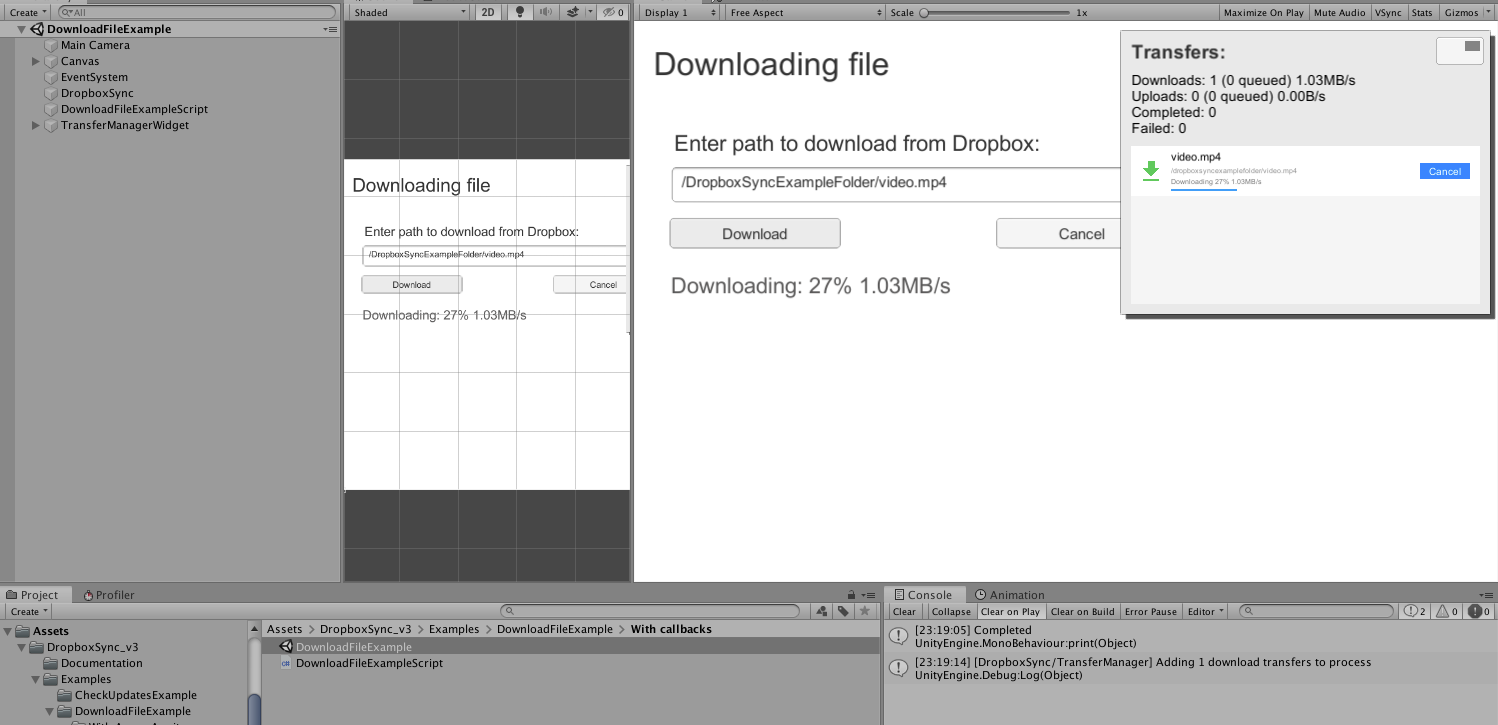 Create
All
DownloadFileExample
Main Camera
Canvas
EventSystem
DropboxSync
DownloadFileExampleScript
TransferManagerWidget
Shaded
2D
0
Downloading file
Enter path to download from Dropbox:
/DropboxSyncExampleFolder/video.mp4
Download
Cancel
Downloading: 27% 1.03MB/s
Display 1
Free Aspect
Scale
1x
Maximize On Play
Mute Audio
VSync
Stats
Gizmos
Downloading file
Enter path to download from Dropbox:
/DropboxSyncExampleFolder/video.mp4
Download
Cancel
Downloading: 27% 1.03MB/s
Transfers:
Downloads: 1 (0 queued) 1.03MB/s
Uploads: 0 (0 queued) 0.00B/s
Completed: 0
Failed: 0
video.mp4
/dropboxsyncexamplefolder/video.mp4
Downloading 27% 1.03MB/s
Cancel
Project
Profiler
Create
Assets
DropboxSync_v3
Documentation
Examples
CheckUpdatesExample
DownloadFileExample
Assets > DropboxSync_v3 > Examples > DownloadFileExample > With callbacks
DownloadFileExample
DownloadFileExampleScript
Console
Animation
Clear
Collapse
Clear on Play
Clear on Build
Error Pause
Editor
2
0
0
[23:19:05] Completed
UnityEngine.MonoBehaviour:print(Object)
[23:19:14] [DropboxSync/TransferManager] Adding 1 download transfers to process
UnityEngine.Debug:Log(Object)